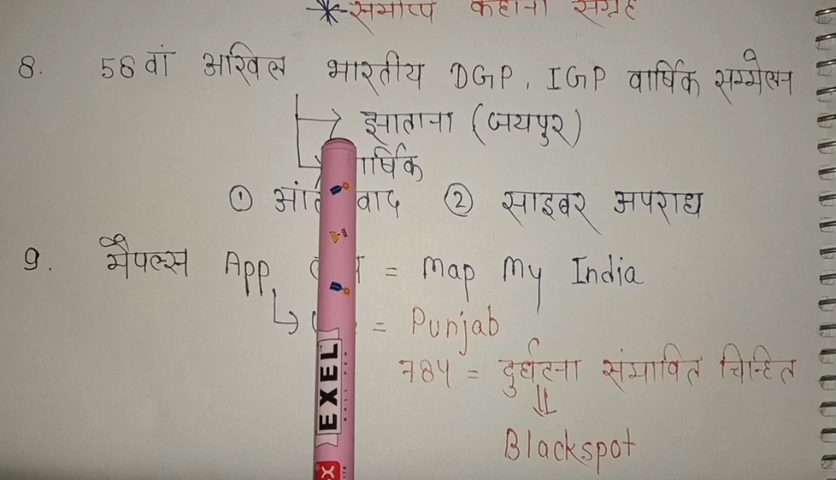 समाप्त कहानी संग्रह
8. 58 वां अखिल भारतीय DGP, IGP वार्षिक सम्मेलन
झालाना (जयपुर)
① ② साइबर अपराध
9. मैपल्स App = Map My India
= Punjab
784 = दुर्घटना संभावित चिन्हित
Blackspot
EXEL